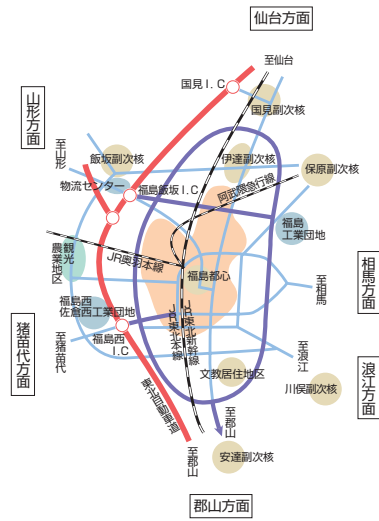 仙台方面
至仙台
国見I.C
国見副次核
山形方面
至山形
飯坂副次核
伊達副次核
保原副次核
物流センター
福島飯坂I.C
阿武隈急行線
福島
工業団地
観光
農業地区
JR奥羽本線
福島都心
至相馬
相馬方面
福島西
佐倉西工業団地
JR東北新幹線
JR東北本線
猪苗代方面
至猪苗代
福島西
I.C
至浪江
浪江方面
文教居住地区
川俣副次核
東北自動車道
至郡山
至郡山
安達副次核
郡山方面